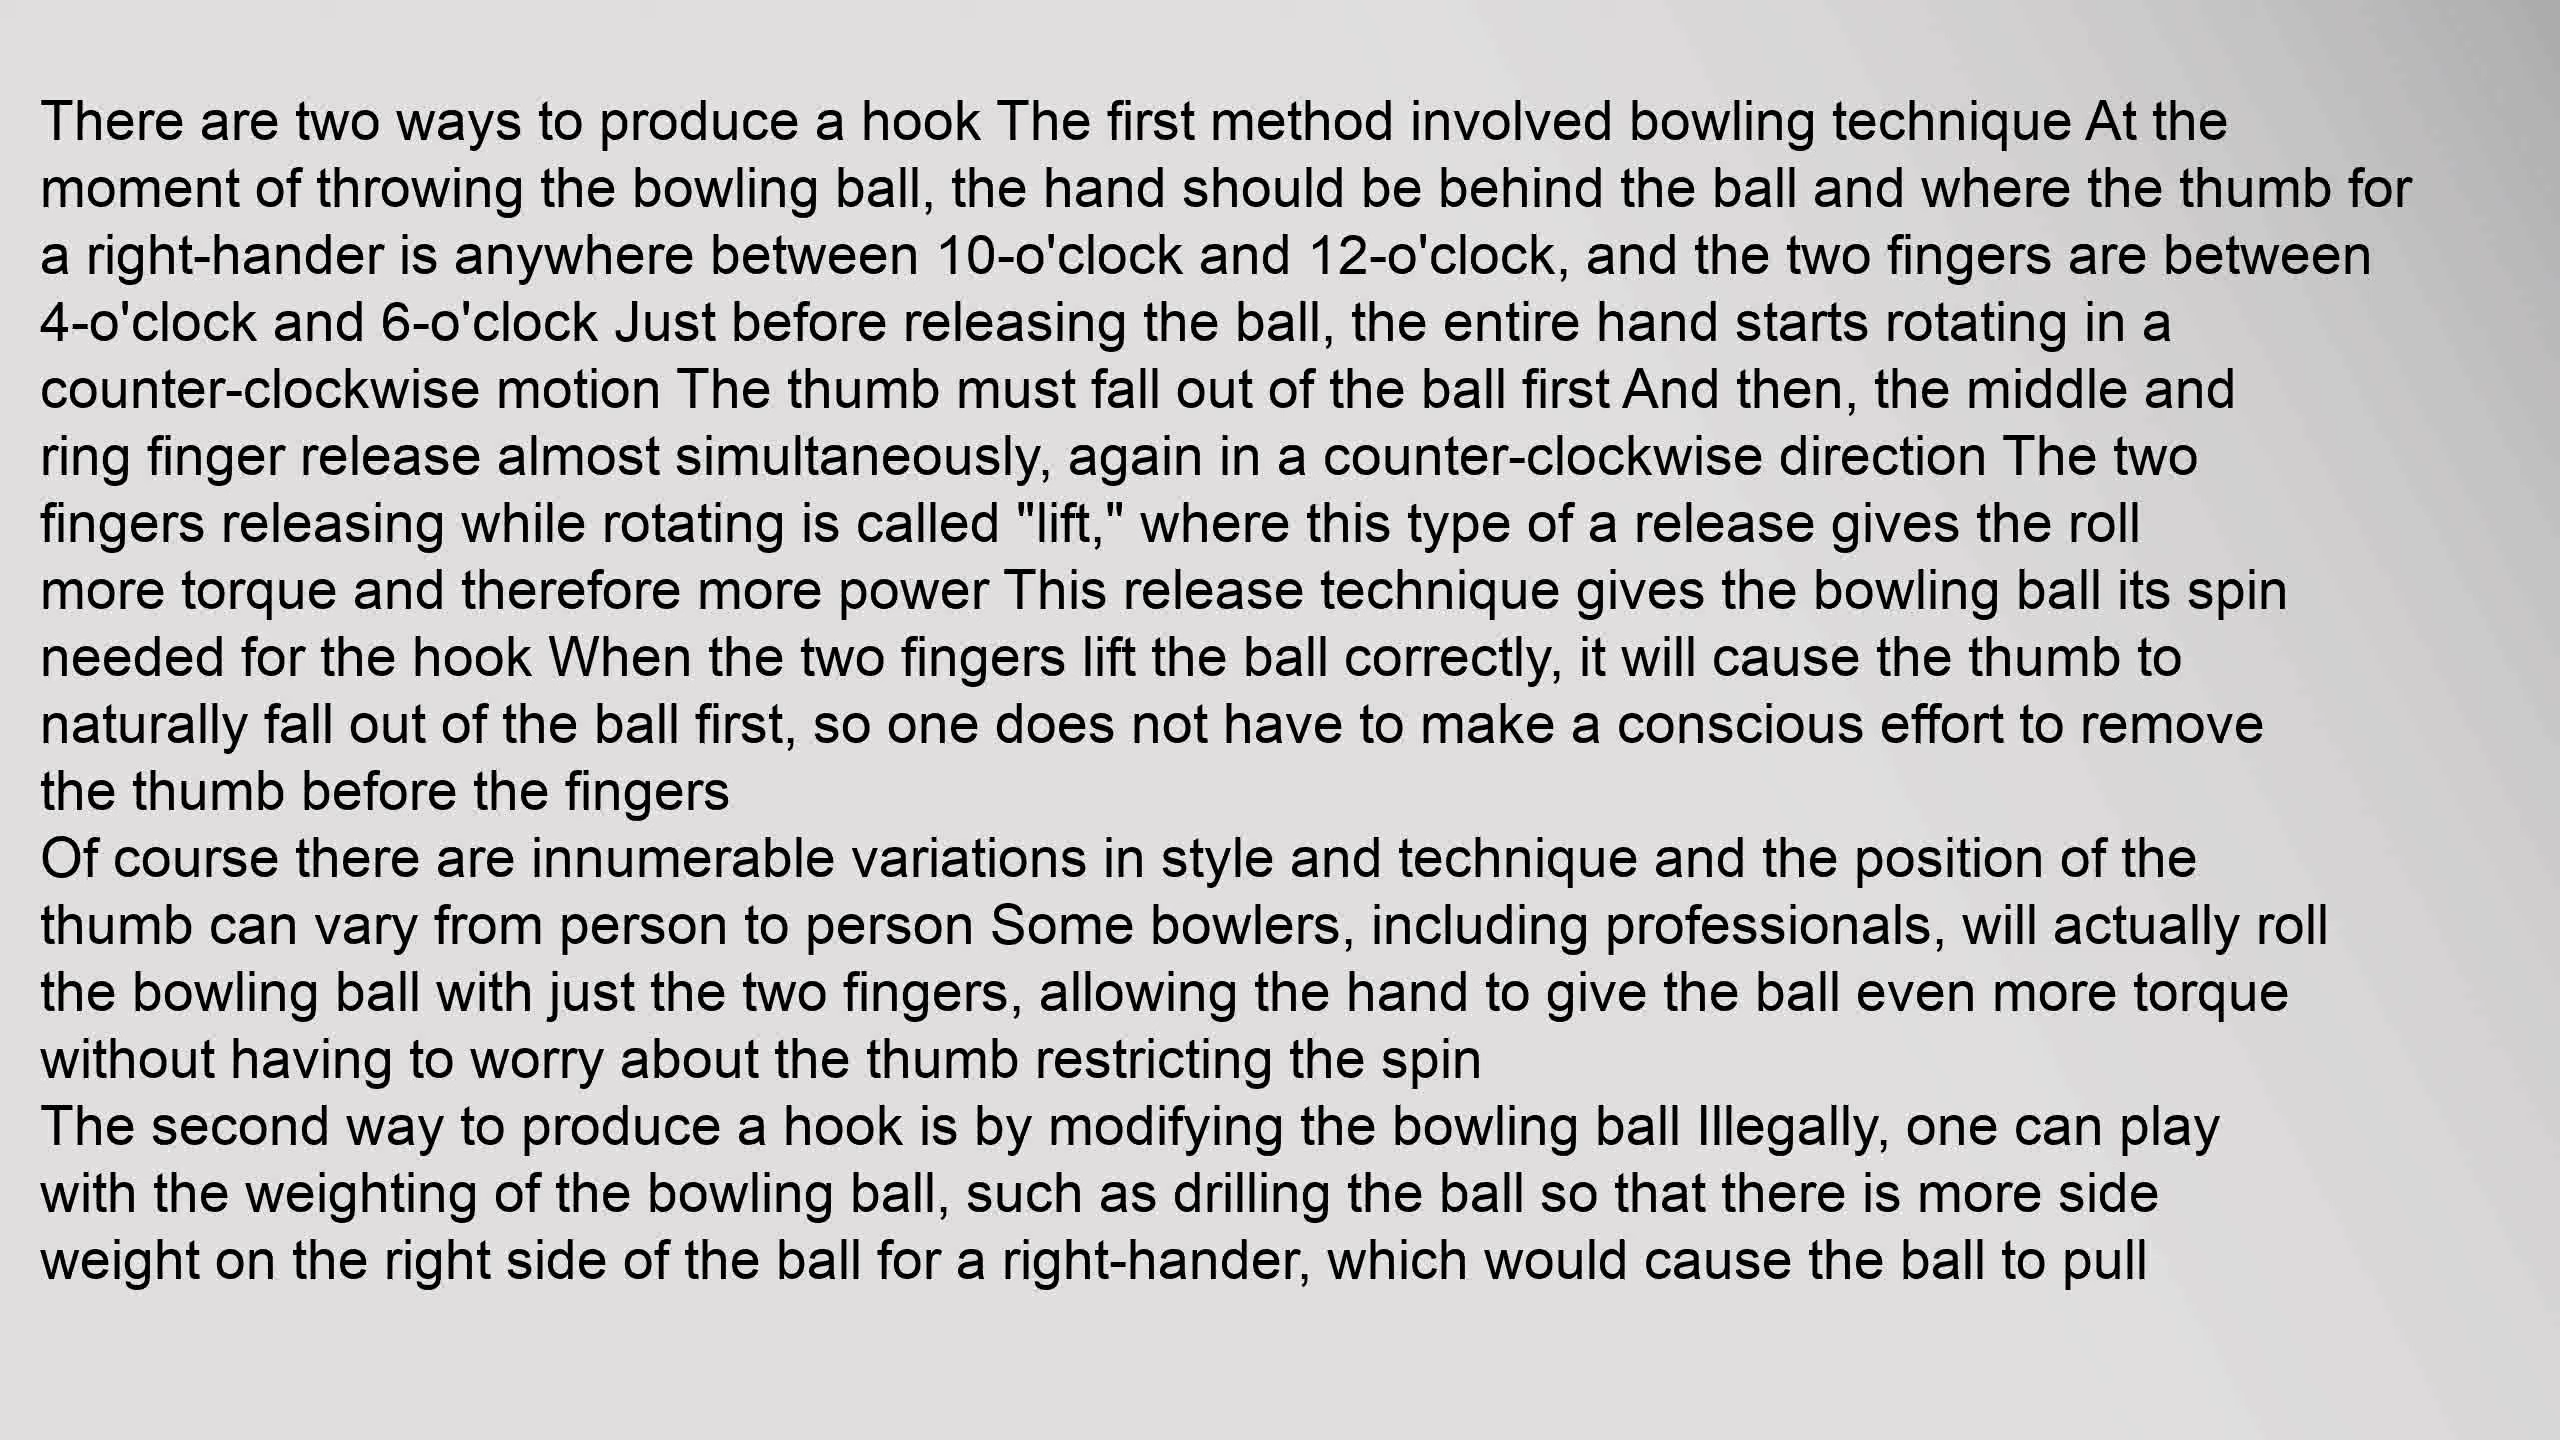 There are two ways to produce a hook The first method involved bowling technique At the
moment of throwing the bowling ball, the hand should be behind the ball and where the thumb for
a right-hander is anywhere between 10-o'clock and 12-o'clock, and the two fingers are between
4-o'clock and 6-o'clock Just before releasing the ball, the entire hand starts rotating in a
counter-clockwise motion The thumb must fall out of the ball first And then, the middle and
ring finger release almost simultaneously, again in a counter-clockwise direction The two
fingers releasing while rotating is called "lift," where this type of a release gives the roll
more torque and therefore more power This release technique gives the bowling ball its spin
needed for the hook When the two fingers lift the ball correctly, it will cause the thumb to
naturally fall out of the ball first, so one does not have to make a conscious effort to remove
the thumb before the fingers
Of course there are innumerable variations in style and technique and the position of the
thumb can vary from person to person Some bowlers, including professionals, will actually roll
the bowling ball with just the two fingers, allowing the hand to give the ball even more torque
without having to worry about the thumb restricting the spin
The second way to produce a hook is by modifying the bowling ball Illegally, one can play
with the weighting of the bowling ball, such as drilling the ball so that there is more side
weight on the right side of the ball for a right-hander, which would cause the ball to pull